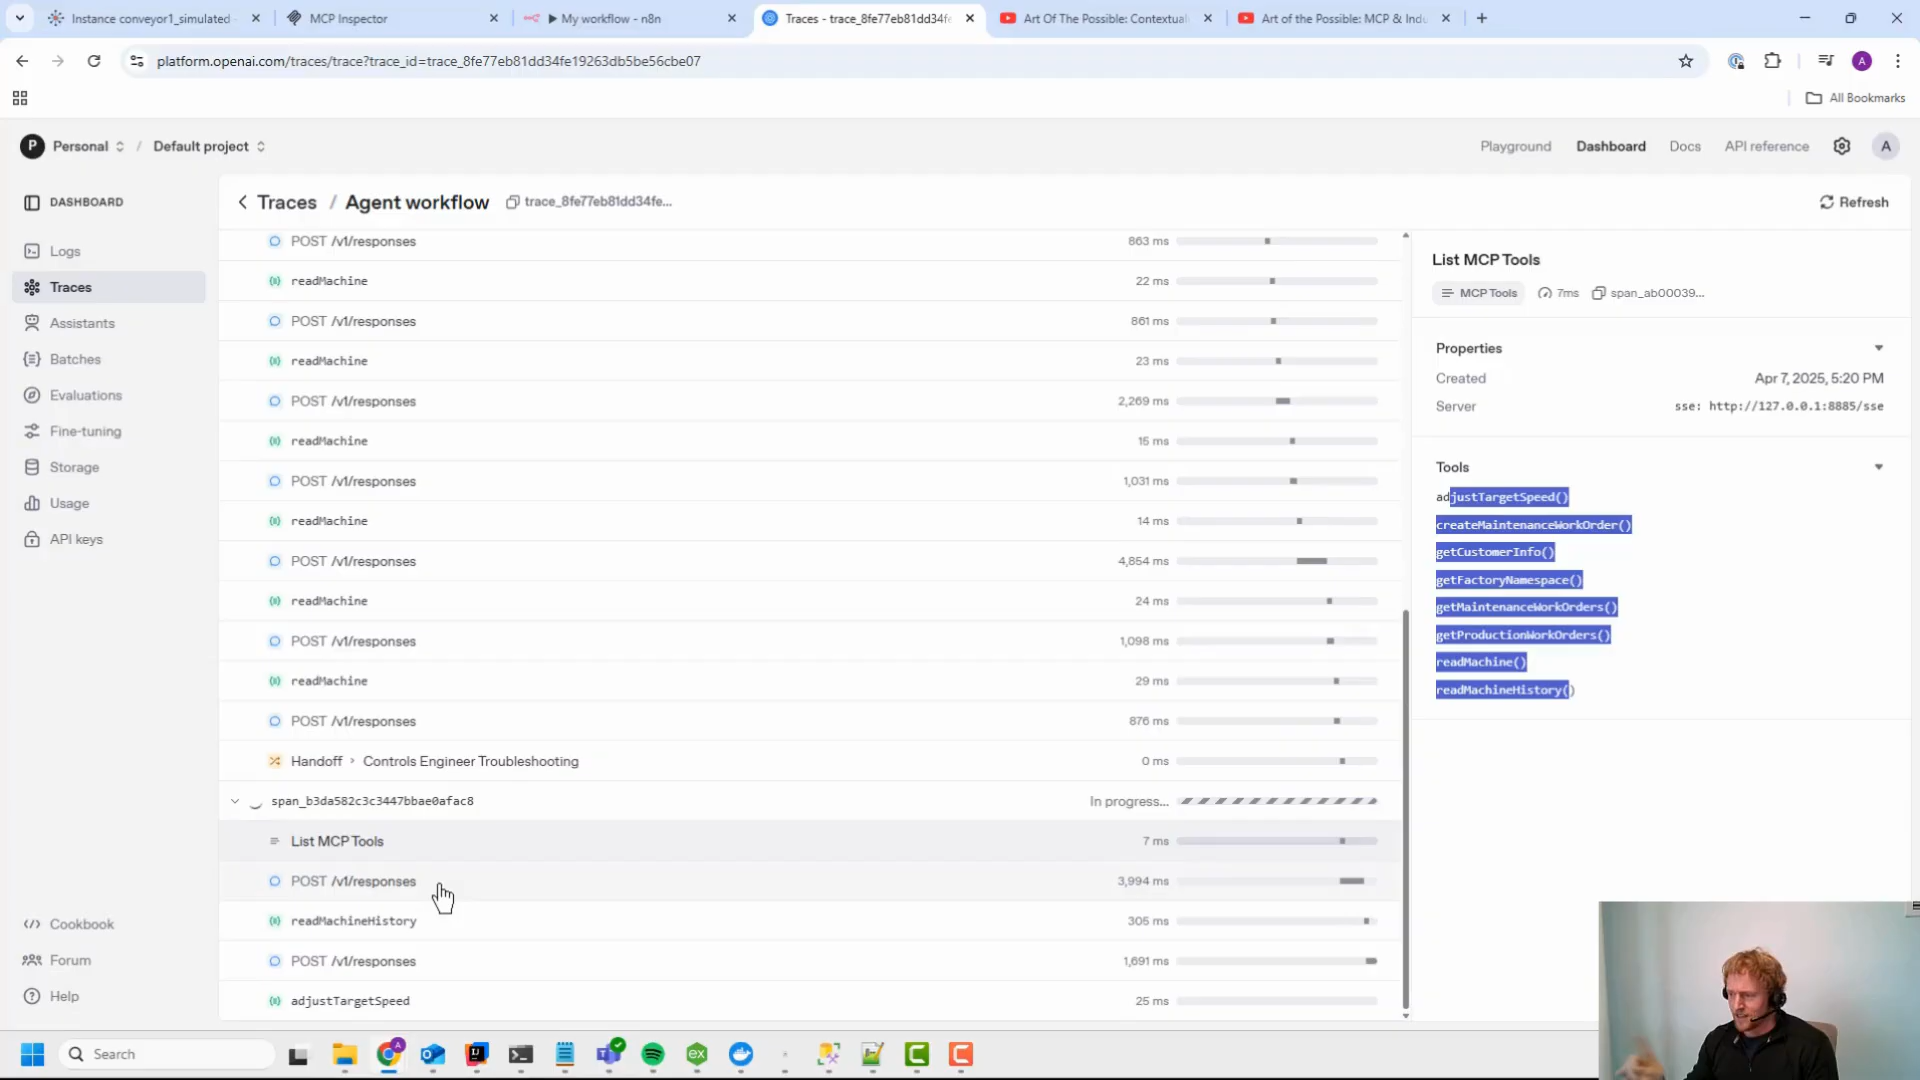 Instance conveyor1_simulated
MCP Inspector
▶ My workflow - n8n
Traces - trace_8fe77eb81dd34fe
Art Of The Possible: Contextual
Art of the Possible: MCP & Indu
platform.openai.com/traces/trace?trace_id=trace_8fe77eb81dd34fe19263db5be56cbe07
A
All Bookmarks
P Personal / Default project
Playground Dashboard Docs API reference A
DASHBOARD
Logs
Traces
Assistants
Batches
Evaluations
Fine-tuning
Storage
Usage
API keys
Cookbook
Forum
Help
Traces / Agent workflow trace_8fe77eb81dd34fe...
Refresh
POST /v1/responses 863 ms
readMachine 22 ms
POST /v1/responses 861 ms
readMachine 23 ms
POST /v1/responses 2,269 ms
readMachine 15 ms
POST /v1/responses 1,031 ms
readMachine 14 ms
POST /v1/responses 4,854 ms
readMachine 24 ms
POST /v1/responses 1,098 ms
readMachine 29 ms
POST /v1/responses 876 ms
Handoff › Controls Engineer Troubleshooting 0 ms
span_b3da582c3c3447bbae0afac8 In progress...
List MCP Tools 7 ms
POST /v1/responses 3,994 ms
readMachineHistory 305 ms
POST /v1/responses 1,691 ms
adjustTargetSpeed 25 ms
List MCP Tools
MCP Tools 7ms span_ab00039...
Properties
Created Apr 7, 2025, 5:20 PM
Server sse: http://127.0.0.1:8885/sse
Tools
adjustTargetSpeed()
createMaintenanceWorkOrder()
getCustomerInfo()
getFactoryNamespace()
getMaintenanceWorkOrders()
getProductionWorkOrders()
readMachine()
readMachineHistory()
Search
A
ex